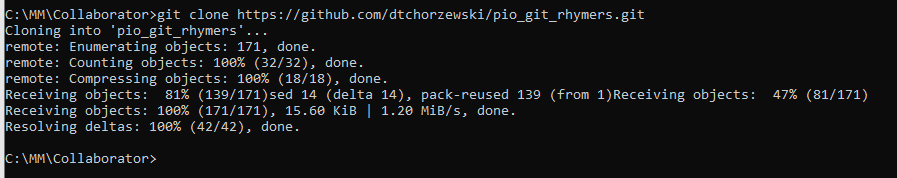 C:\MM\Collaborator>git clone https://github.com/dtchorzewski/pio_git_rhymers.git
Cloning into 'pio_git_rhymers'...
remote: Enumerating objects: 171, done.
remote: Counting objects: 100% (32/32), done.
remote: Compressing objects: 100% (18/18), done.
Receiving objects:  81% (139/171)sed 14 (delta 14), pack-reused 139 (from 1)Receiving objects:  47% (81/171)
Receiving objects: 100% (171/171), 15.60 KiB | 1.20 MiB/s, done.
Resolving deltas: 100% (42/42), done.
C:\MM\Collaborator>